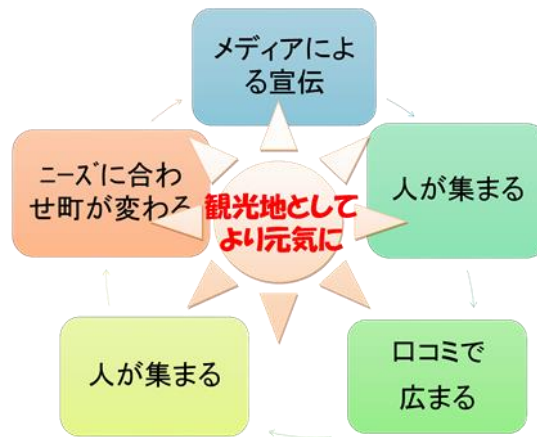 メディアによ
る宣伝
人が集まる
口コミで
広まる
人が集まる
ニーズに合わ
せ町が変わる
観光地として
より元気に